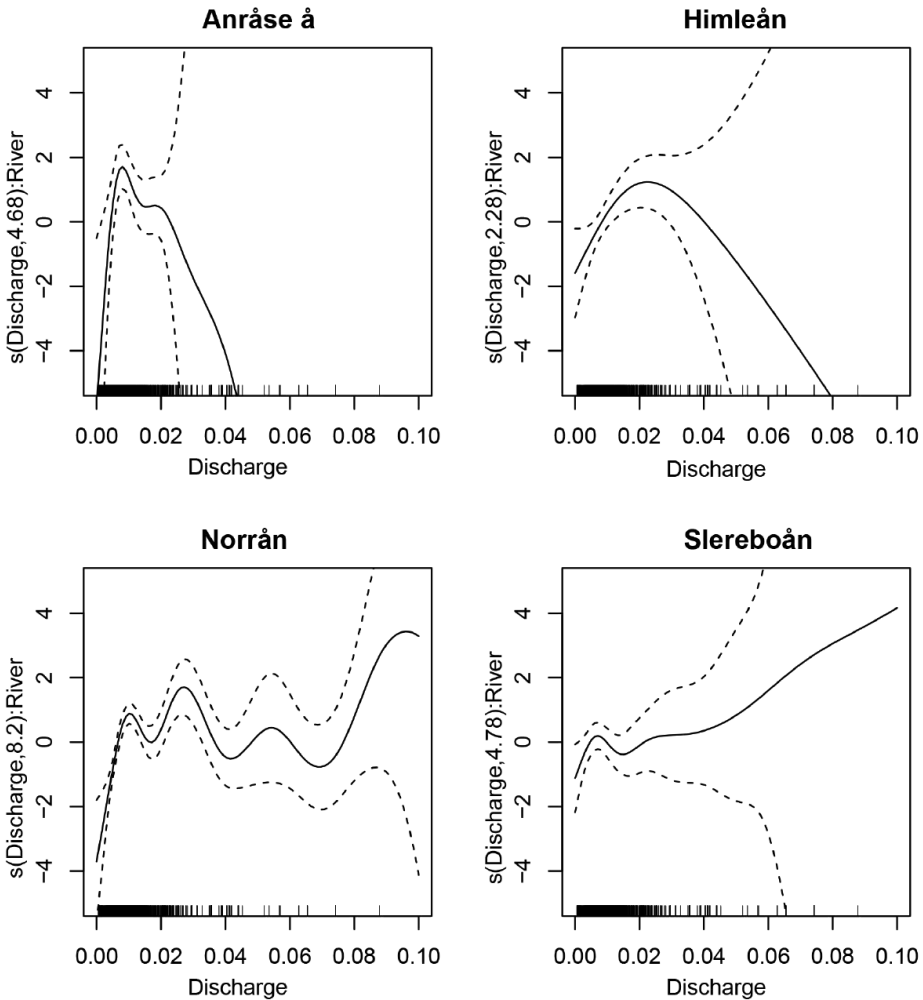 Anråse å
s(Discharge,4.68):River
4
2
0
−2
−4
0.00 0.02 0.04 0.06 0.08 0.10
Discharge
Himleån
s(Discharge,2.28):River
4
2
0
−2
−4
0.00 0.02 0.04 0.06 0.08 0.10
Discharge
Norrån
s(Discharge,8.2):River
4
2
0
−2
−4
0.00 0.02 0.04 0.06 0.08 0.10
Discharge
Slereboån
s(Discharge,4.78):River
4
2
0
−2
−4
0.00 0.02 0.04 0.06 0.08 0.10
Discharge